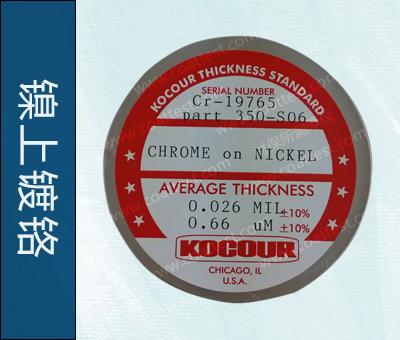 镍上镀铬
KOCOUR THICKNESS STANDARD
SERIAL NUMBER
Cr-19765
part 350-S06
CHROME on NICKEL
AVERAGE THICKNESS
0.026 MIL ±10%
0.66 uM ±10%
KOCOUR
CHICAGO, IL
U.S.A.